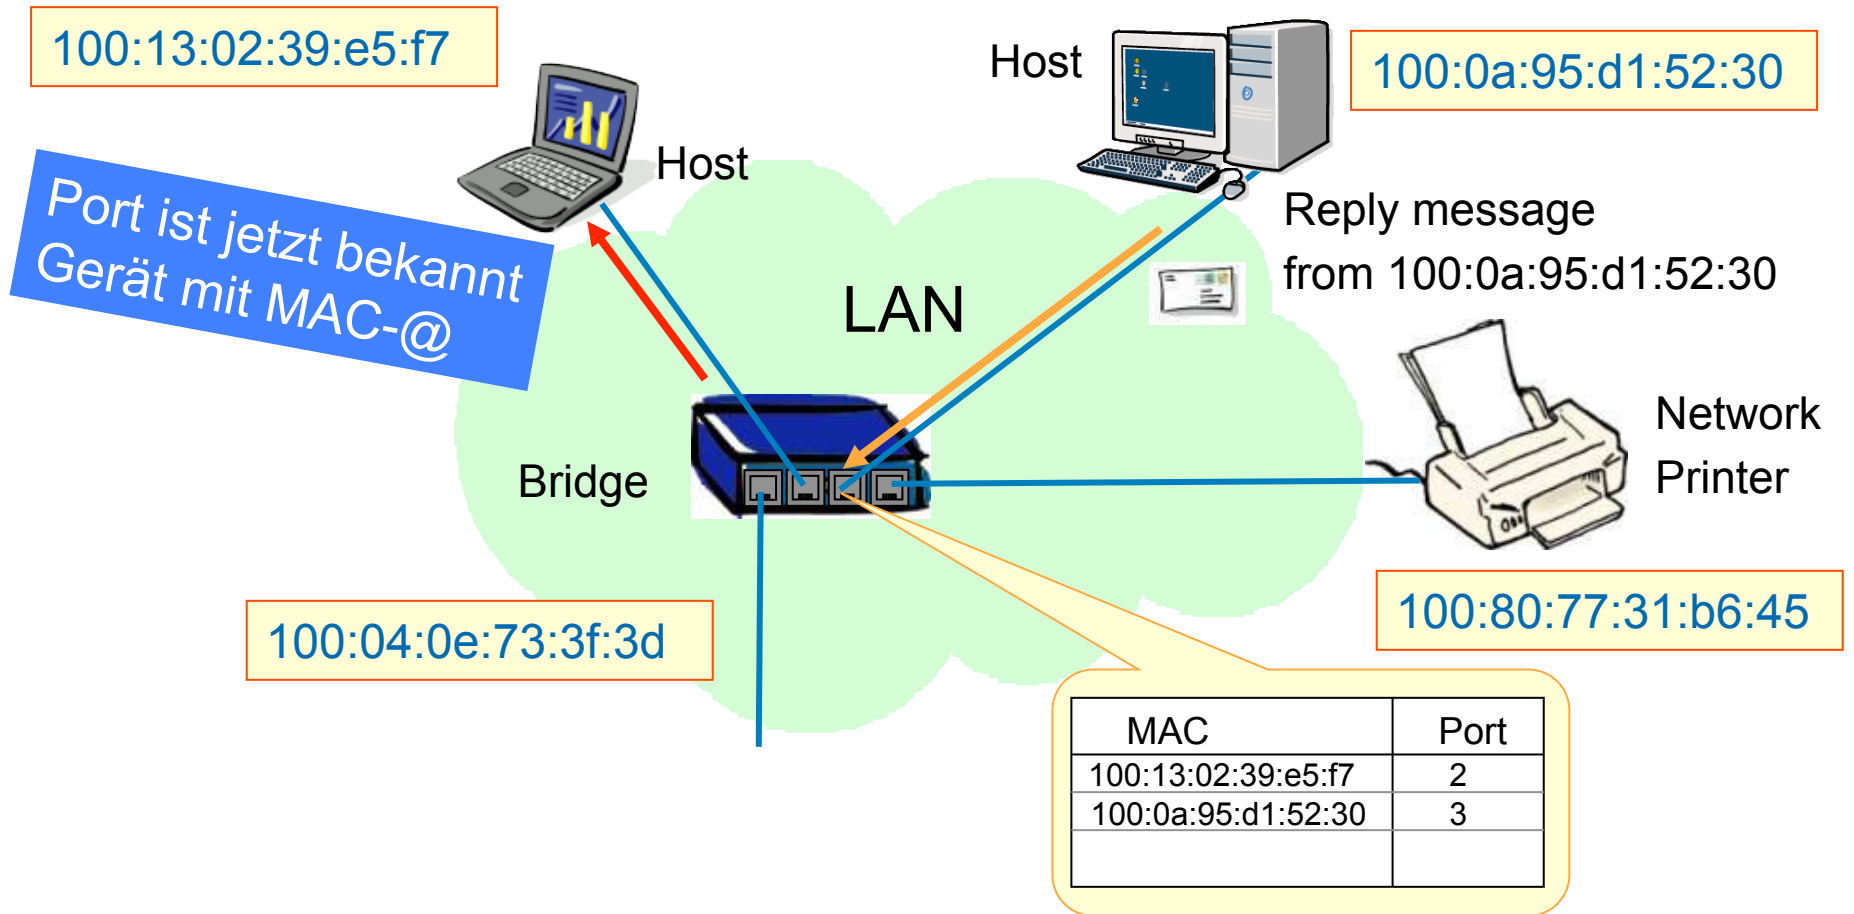 100:13:02:39:e5:f7
Host
100:0a:95:d1:52:30
Host
Port ist jetzt bekannt
Gerät mit MAC-@
Reply message
from 100:0a:95:d1:52:30
LAN
Network
Printer
Bridge
100:80:77:31:b6:45
100:04:0e:73:3f:3d
MAC Port
100:13:02:39:e5:f7 2
100:0a:95:d1:52:30 3